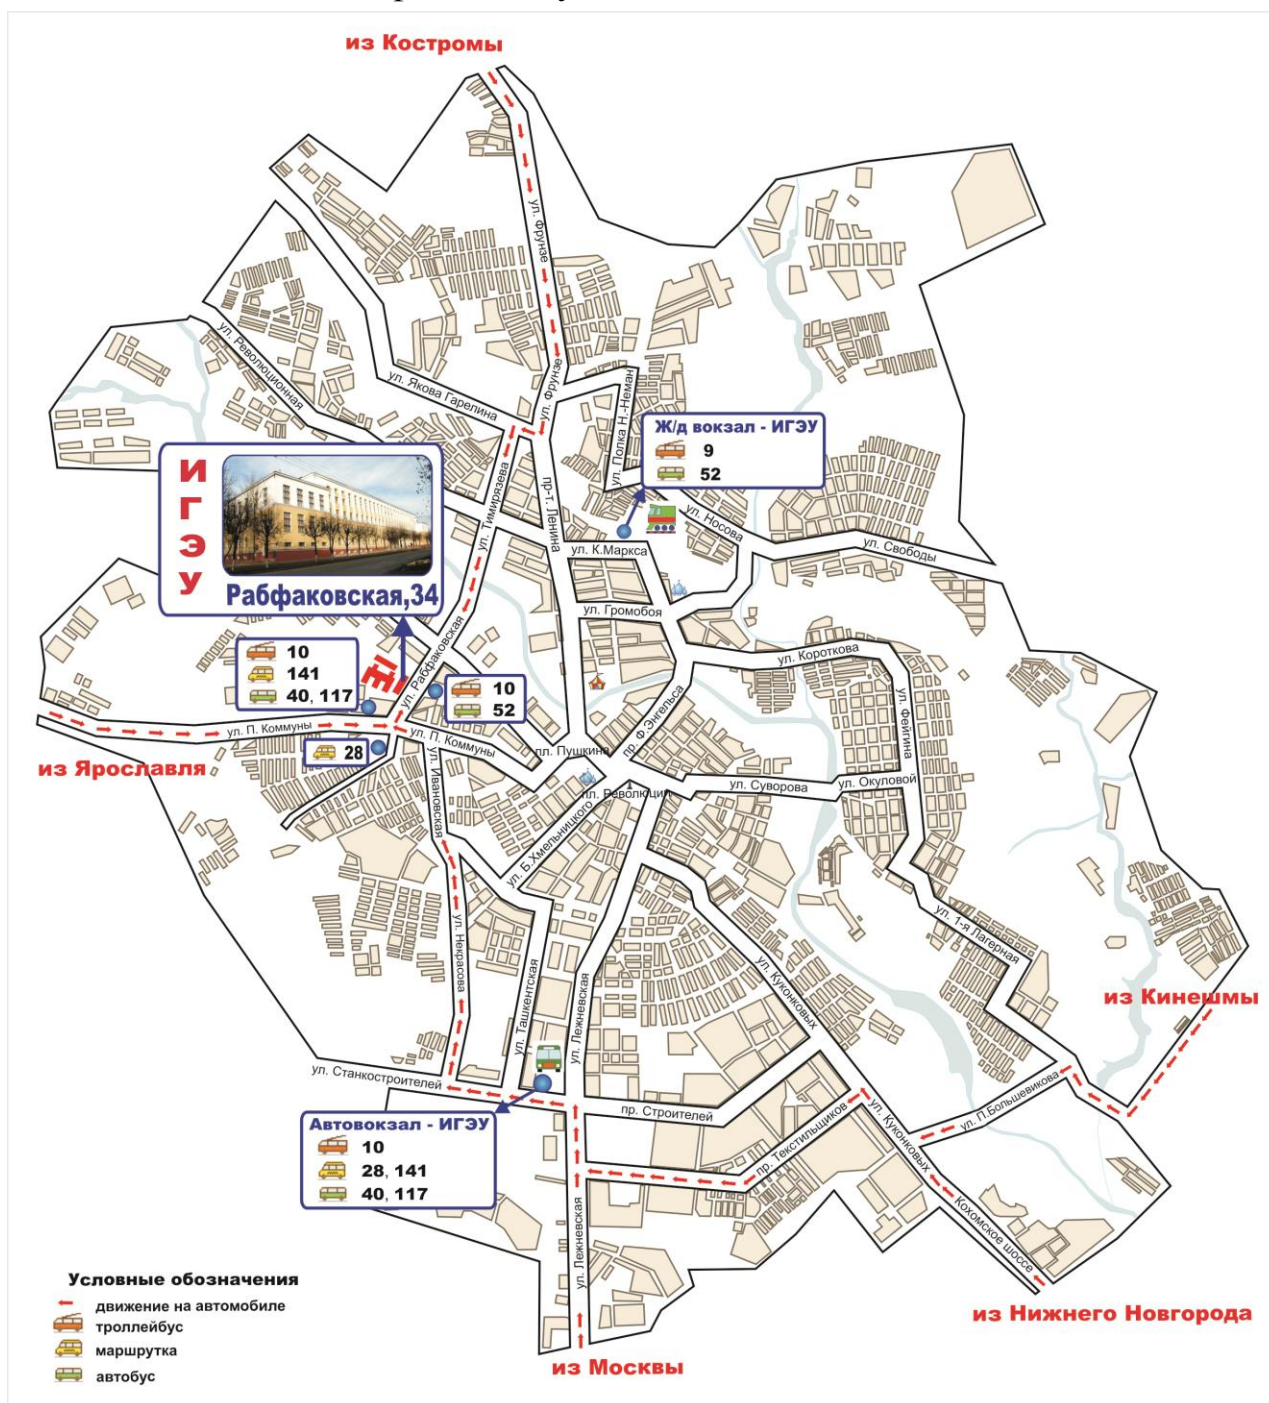 из Костромы
ул. Фрунзе
ул. Революционная
ул. Якова Гарелина
ул. Фрунзе
ул. Полка Н.-Неман
Ж/д вокзал - ИГЭУ
9
52
И
Г
Э
У
Рабфаковская,34
ул. Тимирязева
пр-т. Ленина
ул. Носова
ул. К.Маркса
ул. Свободы
ул. Громобоя
ул. Рабфаковская
ул. Короткова
10
141
40, 117
10
52
ул. П. Коммуны
ул. П. Коммуны
28
из Ярославля
ул. Ивановская
пл. Пушкина
пр. Ф.Энгельса
пл. Революции
ул. Суворова
ул. Окуловой
ул. Фейгина
ул. Б.Хмельницкого
ул. Некрасова
ул. Ташкентская
ул. Лежневская
ул. Куконковых
ул. 1-я Лагерная
из Кинешмы
ул. Станкостроителей
пр. Строителей
ул. П.Большевикова
Автовокзал - ИГЭУ
10
28, 141
40, 117
пр. Текстильщиков
ул. Куконковых
ул. Лежневская
Кохомское шоссе
из Нижнего Новгорода
из Москвы
Условные обозначения
движение на автомобиле
троллейбус
маршрутка
автобус